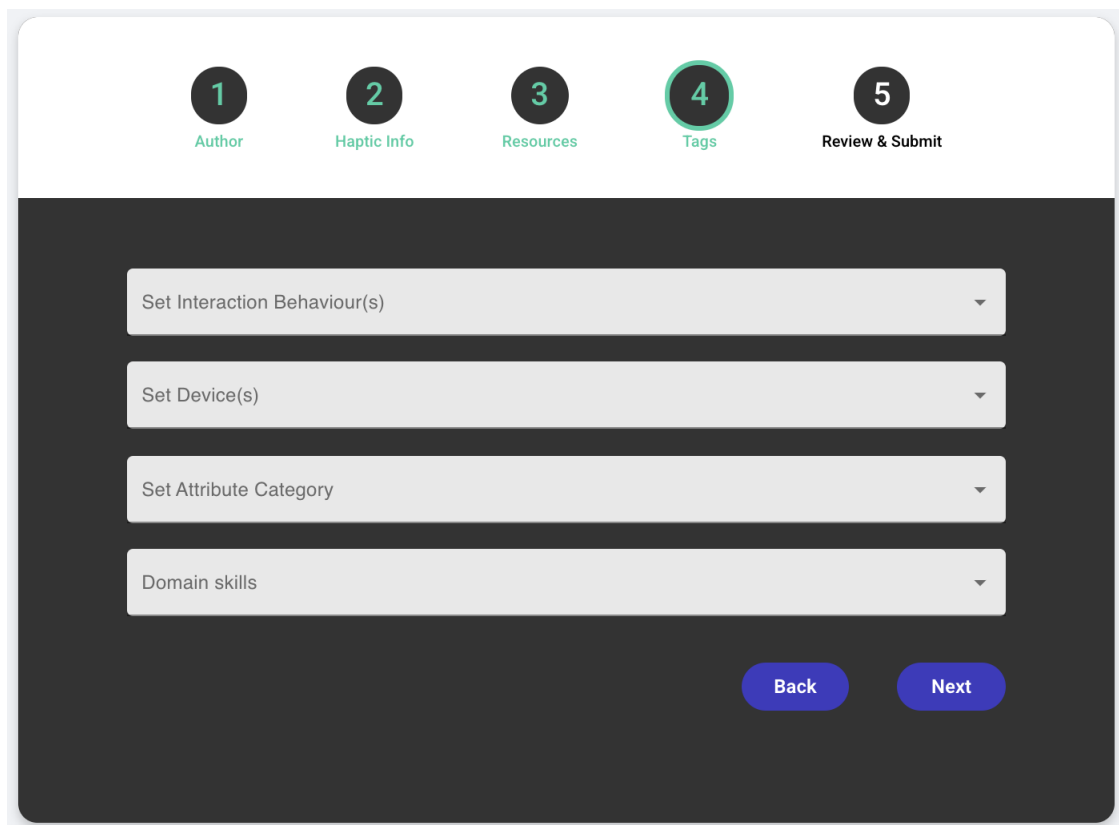 1 2 3 4 5
Author Haptic Info Resources Tags Review & Submit
Set Interaction Behaviour(s)
Set Device(s)
Set Attribute Category
Domain skills
Back Next